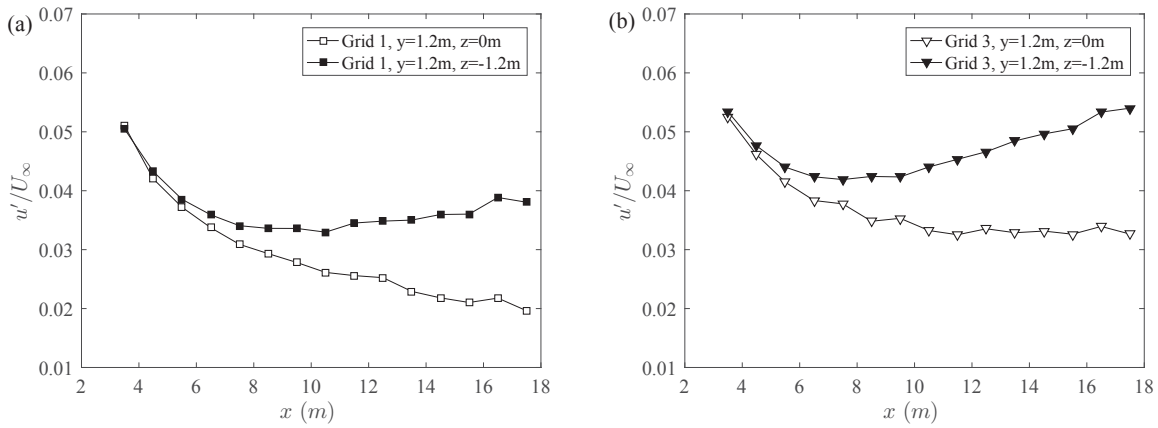 (a)
0.07
0.06
0.05
0.04
0.03
0.02
0.01
u′/U∞
2 4 6 8 10 12 14 16 18
x (m)
Grid 1, y=1.2m, z=0m
Grid 1, y=1.2m, z=-1.2m
(b)
0.07
0.06
0.05
0.04
0.03
0.02
0.01
u′/U∞
2 4 6 8 10 12 14 16 18
x (m)
Grid 3, y=1.2m, z=0m
Grid 3, y=1.2m, z=-1.2m